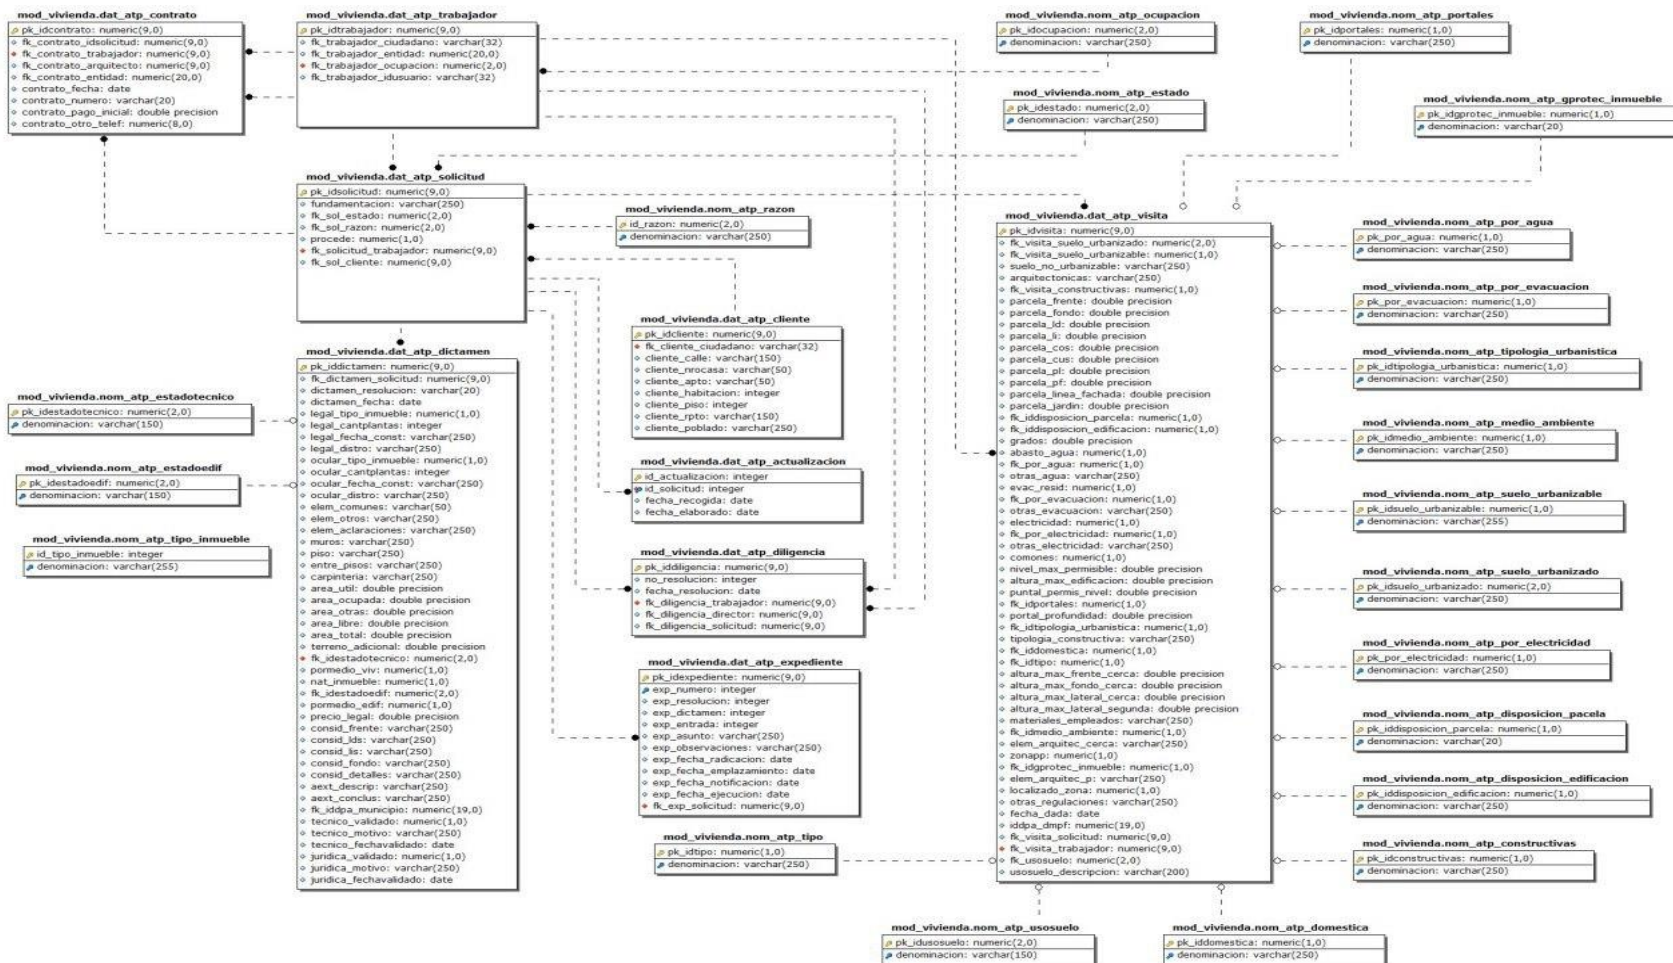 mod_vivienda.dat_atp_contrato
pk_idcontrato: numeric(9,0)
fk_contrato_idsolicitud: numeric(9,0)
fk_contrato_trabajador: numeric(9,0)
fk_contrato_arquitecto: numeric(9,0)
fk_contrato_entidad: numeric(20,0)
contrato_fecha: date
contrato_numero: varchar(20)
contrato_pago_inicial: double precision
contrato_otro_telef: numeric(8,0)
mod_vivienda.dat_atp_trabajador
pk_idtrabajador: numeric(9,0)
fk_trabajador_ciudadano: varchar(32)
fk_trabajador_entidad: numeric(20,0)
fk_trabajador_ocupacion: numeric(2,0)
fk_trabajador_idusuario: varchar(32)
mod_vivienda.nom_atp_ocupacion
pk_idocupacion: numeric(2,0)
denominacion: varchar(250)
mod_vivienda.nom_atp_portales
pk_idportales: numeric(1,0)
denominacion: varchar(250)
mod_vivienda.nom_atp_estado
pk_idestado: numeric(2,0)
denominacion: varchar(250)
mod_vivienda.nom_atp_gprotec_inmueble
pk_idgprotec_inmueble: numeric(1,0)
denominacion: varchar(20)
mod_vivienda.dat_atp_solicitud
pk_idsolicitud: numeric(9,0)
fundamentacion: varchar(250)
fk_sol_estado: numeric(2,0)
fk_sol_razon: numeric(2,0)
procede: numeric(1,0)
fk_solicitud_trabajador: numeric(9,0)
fk_sol_cliente: numeric(9,0)
mod_vivienda.nom_atp_razon
id_razon: numeric(2,0)
denominacion: varchar(250)
mod_vivienda.dat_atp_cliente
pk_idcliente: numeric(9,0)
fk_cliente_ciudadano: varchar(32)
cliente_calle: varchar(150)
cliente_nrocasa: varchar(50)
cliente_apto: varchar(50)
cliente_habitacion: integer
cliente_piso: integer
cliente_rpto: varchar(150)
cliente_poblado: varchar(250)
mod_vivienda.dat_atp_dictamen
pk_iddictamen: numeric(9,0)
fk_dictamen_solicitud: numeric(9,0)
dictamen_resolucion: varchar(20)
dictamen_fecha: date
legal_tipo_inmueble: numeric(1,0)
legal_cantplantas: integer
legal_fecha_const: varchar(250)
legal_distro: varchar(250)
ocular_tipo_inmueble: numeric(1,0)
ocular_cantplantas: integer
ocular_fecha_const: varchar(250)
ocular_distro: varchar(250)
elem_comunes: varchar(50)
elem_otros: varchar(250)
elem_aclaraciones: varchar(250)
muros: varchar(250)
piso: varchar(250)
entre_pisos: varchar(250)
carpinteria: varchar(250)
area_util: double precision
area_ocupada: double precision
area_otras: double precision
area_libre: double precision
area_total: double precision
terreno_adicional: double precision
fk_idestadotecnico: numeric(2,0)
pormedio_viv: numeric(1,0)
nat_inmueble: numeric(1,0)
fk_idestadoedif: numeric(2,0)
pormedio_edif: numeric(1,0)
precio_legal: double precision
consid_frente: varchar(250)
consid_lds: varchar(250)
consid_lis: varchar(250)
consid_fondo: varchar(250)
consid_detalles: varchar(250)
aext_descrip: varchar(250)
aext_conclus: varchar(250)
fk_iddpa_municipio: numeric(19,0)
tecnico_validado: numeric(1,0)
tecnico_motivo: varchar(250)
tecnico_fechavalidado: date
juridica_validado: numeric(1,0)
juridica_motivo: varchar(250)
juridica_fechavalidado: date
mod_vivienda.nom_atp_estadotecnico
pk_idestadotecnico: numeric(2,0)
denominacion: varchar(150)
mod_vivienda.nom_atp_estadoedif
pk_idestadoedif: numeric(2,0)
denominacion: varchar(150)
mod_vivienda.nom_atp_tipo_inmueble
id_tipo_inmueble: integer
denominacion: varchar(255)
mod_vivienda.dat_atp_actualizacion
id_actualización: integer
id_solicitud: integer
fecha_recogida: date
fecha_elaborado: date
mod_vivienda.dat_atp_diligencia
pk_iddiligencia: numeric(9,0)
no_resolucion: integer
fecha_resolucion: date
fk_diligencia_trabajador: numeric(9,0)
fk_diligencia_director: numeric(9,0)
fk_diligencia_solicitud: numeric(9,0)
mod_vivienda.dat_atp_expediente
pk_idexpediente: numeric(9,0)
exp_numero: integer
exp_resolucion: integer
exp_dictamen: integer
exp_entrada: integer
exp_asunto: varchar(250)
exp_observaciones: varchar(250)
exp_fecha_radicacion: date
exp_fecha_emplazamiento: date
exp_fecha_notificacion: date
exp_fecha_ejecucion: date
fk_exp_solicitud: numeric(9,0)
mod_vivienda.nom_atp_tipo
pk_idtipo: numeric(1,0)
denominacion: varchar(250)
mod_vivienda.dat_atp_visita
pk_idvisita: numeric(9,0)
fk_visita_suelo_urbanizado: numeric(2,0)
fk_visita_suelo_urbanizable: numeric(1,0)
suelo_no_urbanizable: varchar(250)
arquitectonicas: varchar(250)
fk_visita_constructivas: numeric(1,0)
parcela_frente: double precision
parcela_fondo: double precision
parcela_ld: double precision
parcela_li: double precision
parcela_cos: double precision
parcela_cus: double precision
parcela_pl: double precision
parcela_pf: double precision
parcela_linea_fachada: double precision
parcela_jardin: double precision
fk_iddisposicion_parcela: numeric(1,0)
fk_iddisposicion_edificacion: numeric(1,0)
grados: double precision
abasto_agua: numeric(1,0)
fk_por_agua: numeric(1,0)
otras_agua: varchar(250)
evac_resid: numeric(1,0)
fk_por_evacuacion: numeric(1,0)
otras_evacuacion: varchar(250)
electricidad: numeric(1,0)
fk_por_electricidad: numeric(1,0)
otras_electricidad: varchar(250)
comones: numeric(1,0)
nivel_max_permisible: double precision
altura_max_edificacion: double precision
puntal_permis_nivel: double precision
fk_idportales: numeric(1,0)
portal_profundidad: double precision
fk_idtipologia_urbanistica: numeric(1,0)
tipologia_constructiva: varchar(250)
fk_iddomestica: numeric(1,0)
fk_idtipo: numeric(1,0)
altura_max_frente_cerca: double precision
altura_max_fondo_cerca: double precision
altura_max_lateral_cerca: double precision
altura_max_lateral_segunda: double precision
materiales_empleados: varchar(250)
fk_idmedio_ambiente: numeric(1,0)
elem_arquitec_cerca: varchar(250)
zonapp: numeric(1,0)
fk_idgprotec_inmueble: numeric(1,0)
elem_arquitec_p: varchar(250)
localizado_zona: numeric(1,0)
otras_regulaciones: varchar(250)
fecha_dada: date
iddpa_dmpf: numeric(19,0)
fk_visita_solicitud: numeric(9,0)
fk_visita_trabajador: numeric(9,0)
fk_usosuelo: numeric(2,0)
usosuelo_descripcion: varchar(200)
mod_vivienda.nom_atp_por_agua
pk_por_agua: numeric(1,0)
denominacion: varchar(250)
mod_vivienda.nom_atp_por_evacuacion
pk_por_evacuacion: numeric(1,0)
denominacion: varchar(250)
mod_vivienda.nom_atp_tipologia_urbanistica
pk_idtipologia_urbanistica: numeric(1,0)
denominacion: varchar(250)
mod_vivienda.nom_atp_medio_ambiente
pk_idmedio_ambiente: numeric(1,0)
denominacion: varchar(250)
mod_vivienda.nom_atp_suelo_urbanizable
pk_idsuelo_urbanizable: numeric(1,0)
denominacion: varchar(255)
mod_vivienda.nom_atp_suelo_urbanizado
pk_idsuelo_urbanizado: numeric(2,0)
denominacion: varchar(250)
mod_vivienda.nom_atp_por_electricidad
pk_por_electricidad: numeric(1,0)
denominacion: varchar(250)
mod_vivienda.nom_atp_disposicion_pacela
pk_iddisposicion_parcela: numeric(1,0)
denominacion: varchar(20)
mod_vivienda.nom_atp_disposicion_edificacion
pk_iddisposicion_edificacion: numeric(1,0)
denominacion: varchar(250)
mod_vivienda.nom_atp_constructivas
pk_idconstructivas: numeric(1,0)
denominacion: varchar(250)
mod_vivienda.nom_atp_usosuelo
pk_idusosuelo: numeric(2,0)
denominacion: varchar(150)
mod_vivienda.nom_atp_domestica
pk_iddomestica: numeric(1,0)
denominacion: varchar(250)